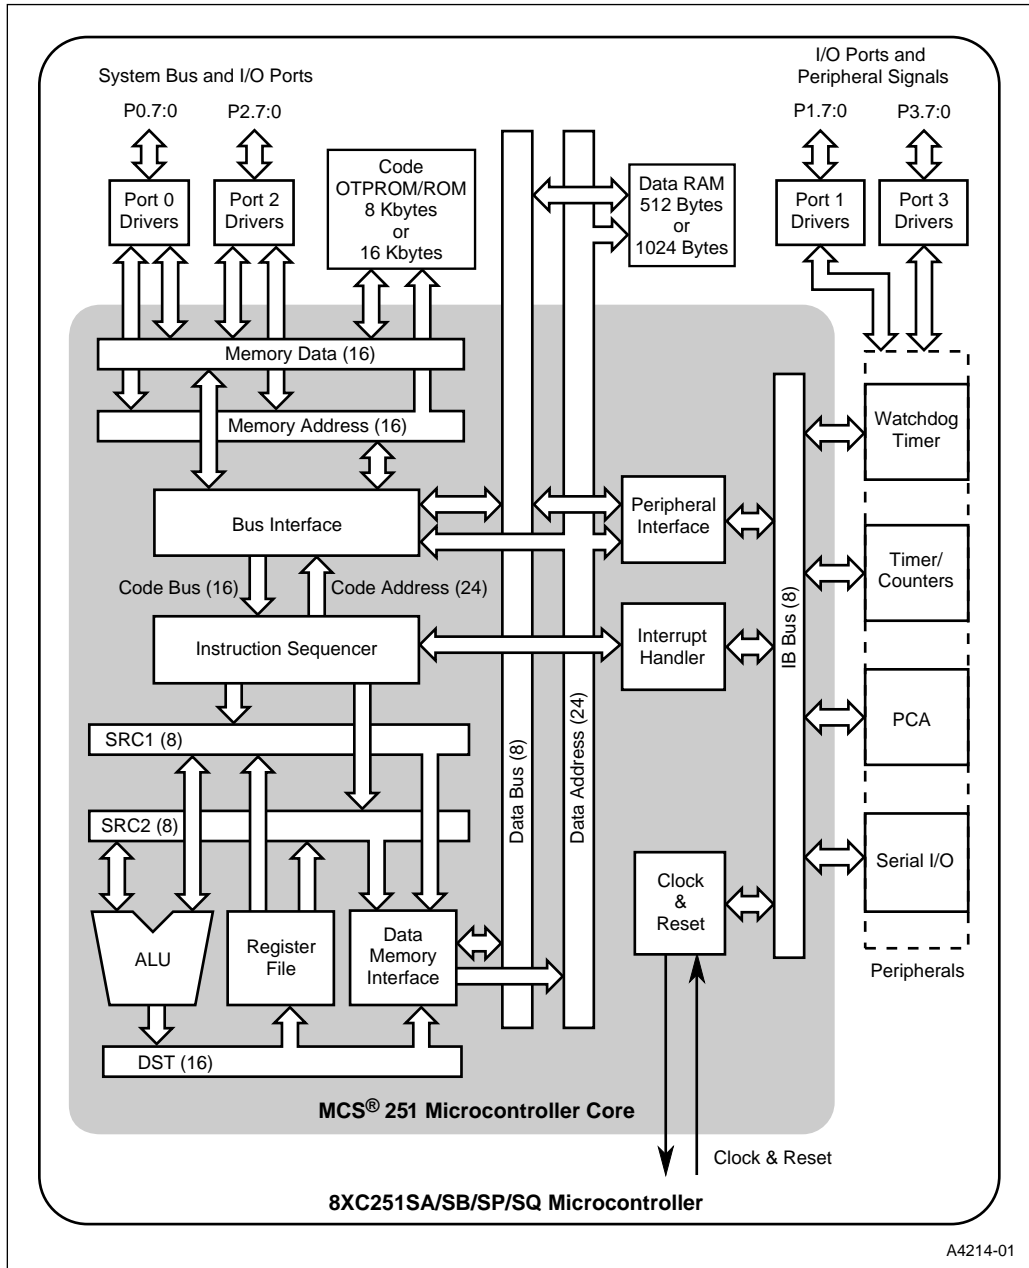 System Bus and I/O Ports
I/O Ports and
Peripheral Signals
P0.7:0
P2.7:0
P1.7:0
P3.7:0
Port 0
Drivers
Port 2
Drivers
Code
OTPROM/ROM
8 Kbytes
or
16 Kbytes
Data RAM
512 Bytes
or
1024 Bytes
Port 1
Drivers
Port 3
Drivers
Memory Data (16)
Memory Address (16)
Bus Interface
Code Bus (16)
Code Address (24)
Instruction Sequencer
SRC1 (8)
SRC2 (8)
ALU
Register
File
Data
Memory
Interface
DST (16)
Data Bus (8)
Data Address (24)
Peripheral
Interface
Interrupt
Handler
Clock
&
Reset
IB Bus (8)
Watchdog
Timer
Timer/
Counters
PCA
Serial I/O
Peripherals
MCS® 251 Microcontroller Core
Clock & Reset
8XC251SA/SB/SP/SQ Microcontroller
A4214-01